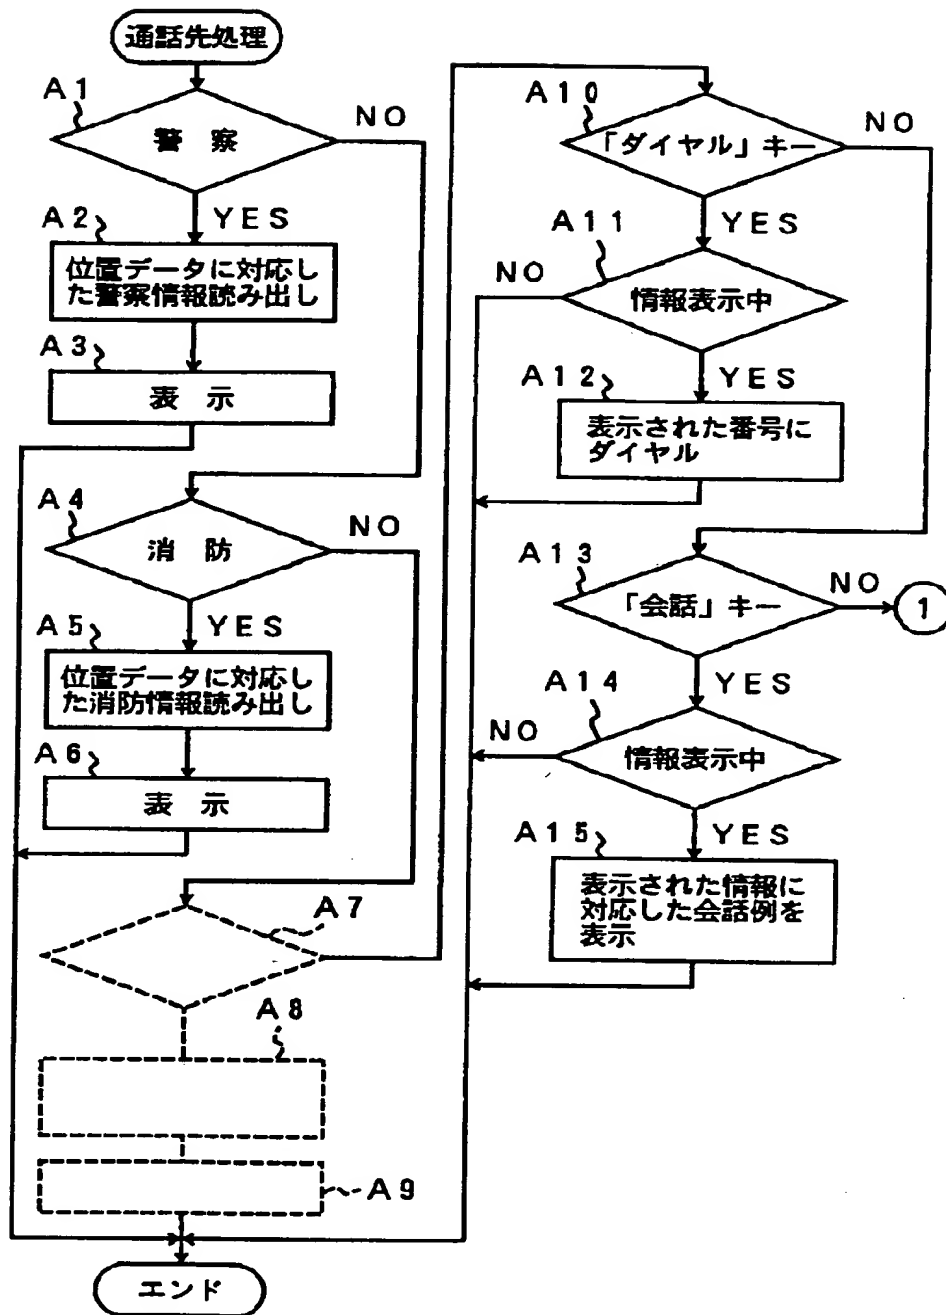 通話先処理
A1
警 察
NO
YES
A2
位置データに対応し
た警察情報読み出し
A3
表 示
A4
消 防
NO
YES
A5
位置データに対応し
た消防情報読み出し
A6
表 示
A7
A8
A9
エンド
A10
「ダイヤル」キー
NO
YES
A11
情報表示中
NO
YES
A12
表示された番号に
ダイヤル
A13
「会話」キー
NO
1
YES
A14
情報表示中
NO
YES
A15
表示された情報に
対応した会話例を
表示